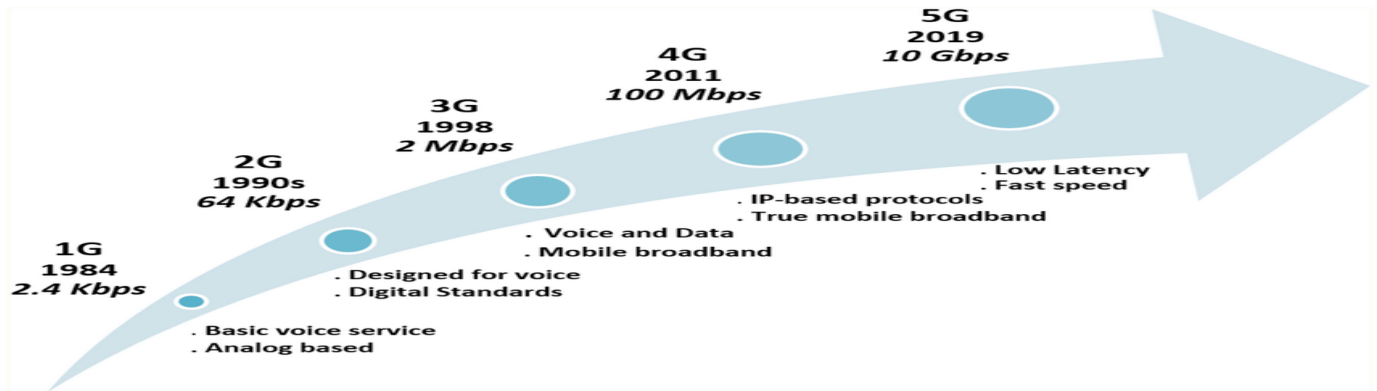 1G
1984
2.4 Kbps
. Basic voice service
. Analog based
2G
1990s
64 Kbps
. Designed for voice
. Digital Standards
3G
1998
2 Mbps
. Voice and Data
. Mobile broadband
4G
2011
100 Mbps
. IP-based protocols
. True mobile broadband
5G
2019
10 Gbps
. Low Latency
. Fast speed